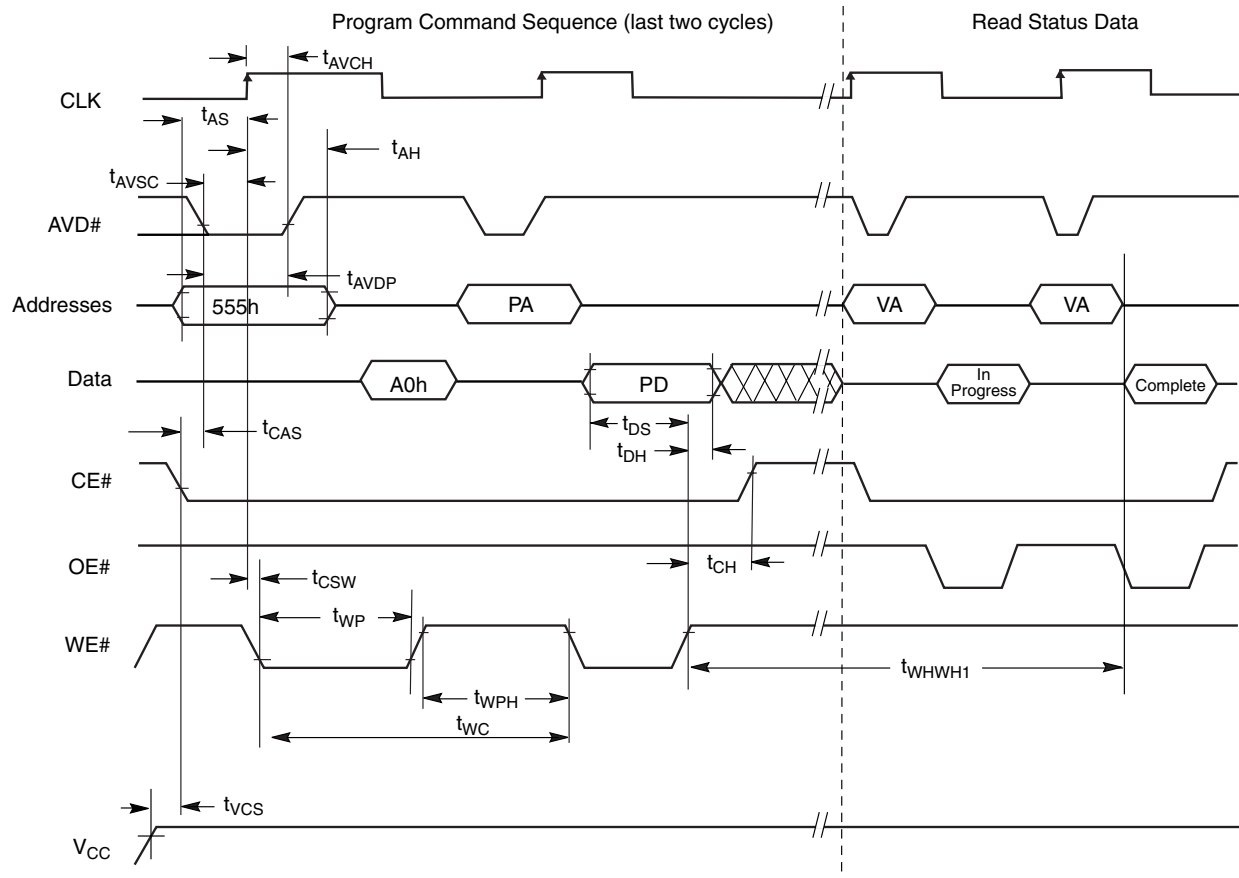 Program Command Sequence (last two cycles)
Read Status Data
tAVCH
CLK
tAS
tAH
tAVSC
AVD#
tAVDP
Addresses
555h
PA
VA
VA
Data
A0h
PD
In
Progress
Complete
tCAS
tDS
tDH
CE#
OE#
tCSW
tCH
tWP
WE#
tWHWH1
tWPH
tWC
tVCS
VCC